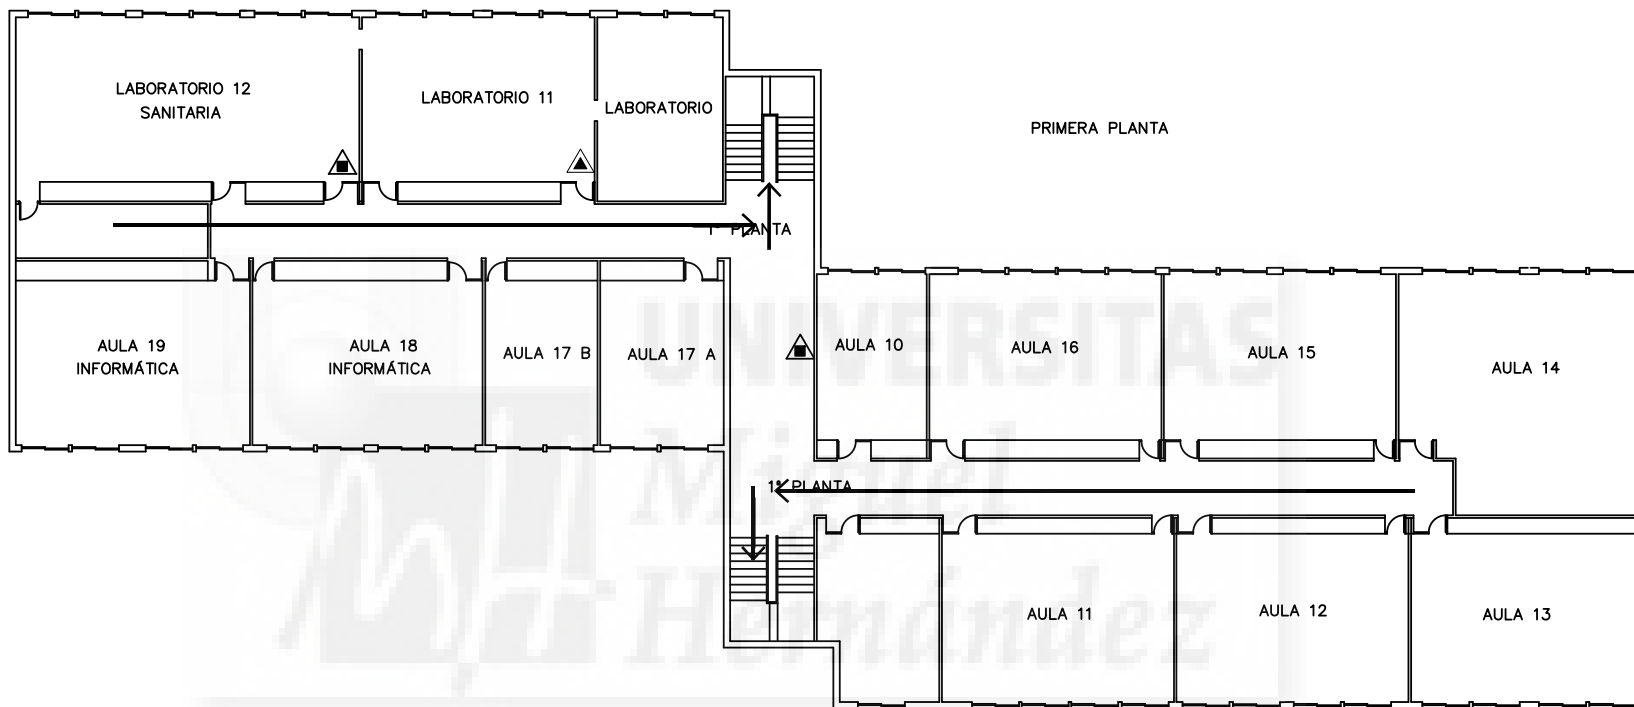 LABORATORIO 12
SANITARIA
LABORATORIO 11
LABORATORIO
PRIMERA PLANTA
1ª PLANTA
AULA 19
INFORMÁTICA
AULA 18
INFORMÁTICA
AULA 17 B
AULA 17 A
AULA 10
AULA 16
AULA 15
AULA 14
1ª PLANTA
AULA 11
AULA 12
AULA 13
UNIVERSITAS
Miguel
Hernández